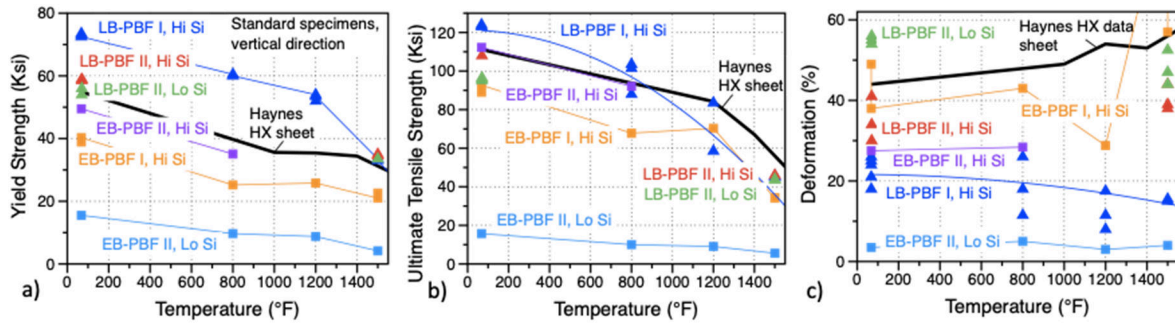 80
60
40
20
0
Yield Strength (Ksi)
LB-PBF I, Hi Si
Standard specimens,
vertical direction
LB-PBF II, Hi Si
LB-PBF II, Lo Si
Haynes
HX sheet
EB-PBF II, Hi Si
EB-PBF I, Hi Si
EB-PBF II, Lo Si
0 200 400 600 800 1000 1200 1400
a)
Temperature (°F)
120
100
80
60
40
20
0
Ultimate Tensile Strength (Ksi)
LB-PBF I, Hi Si
EB-PBF II, Hi Si
Haynes
HX sheet
EB-PBF I, Hi Si
LB-PBF II, Hi Si
LB-PBF II, Lo Si
EB-PBF II, Lo Si
0 200 400 600 800 1000 1200 1400
b)
Temperature (°F)
60
40
20
0
Deformation (%)
LB-PBF II, Lo Si
Haynes HX data
sheet
EB-PBF I, Hi Si
LB-PBF II, Hi Si
EB-PBF II, Hi Si
LB-PBF I, Hi Si
EB-PBF II, Lo Si
0 200 400 600 800 1000 1200 1400
c)
Temperature (°F)